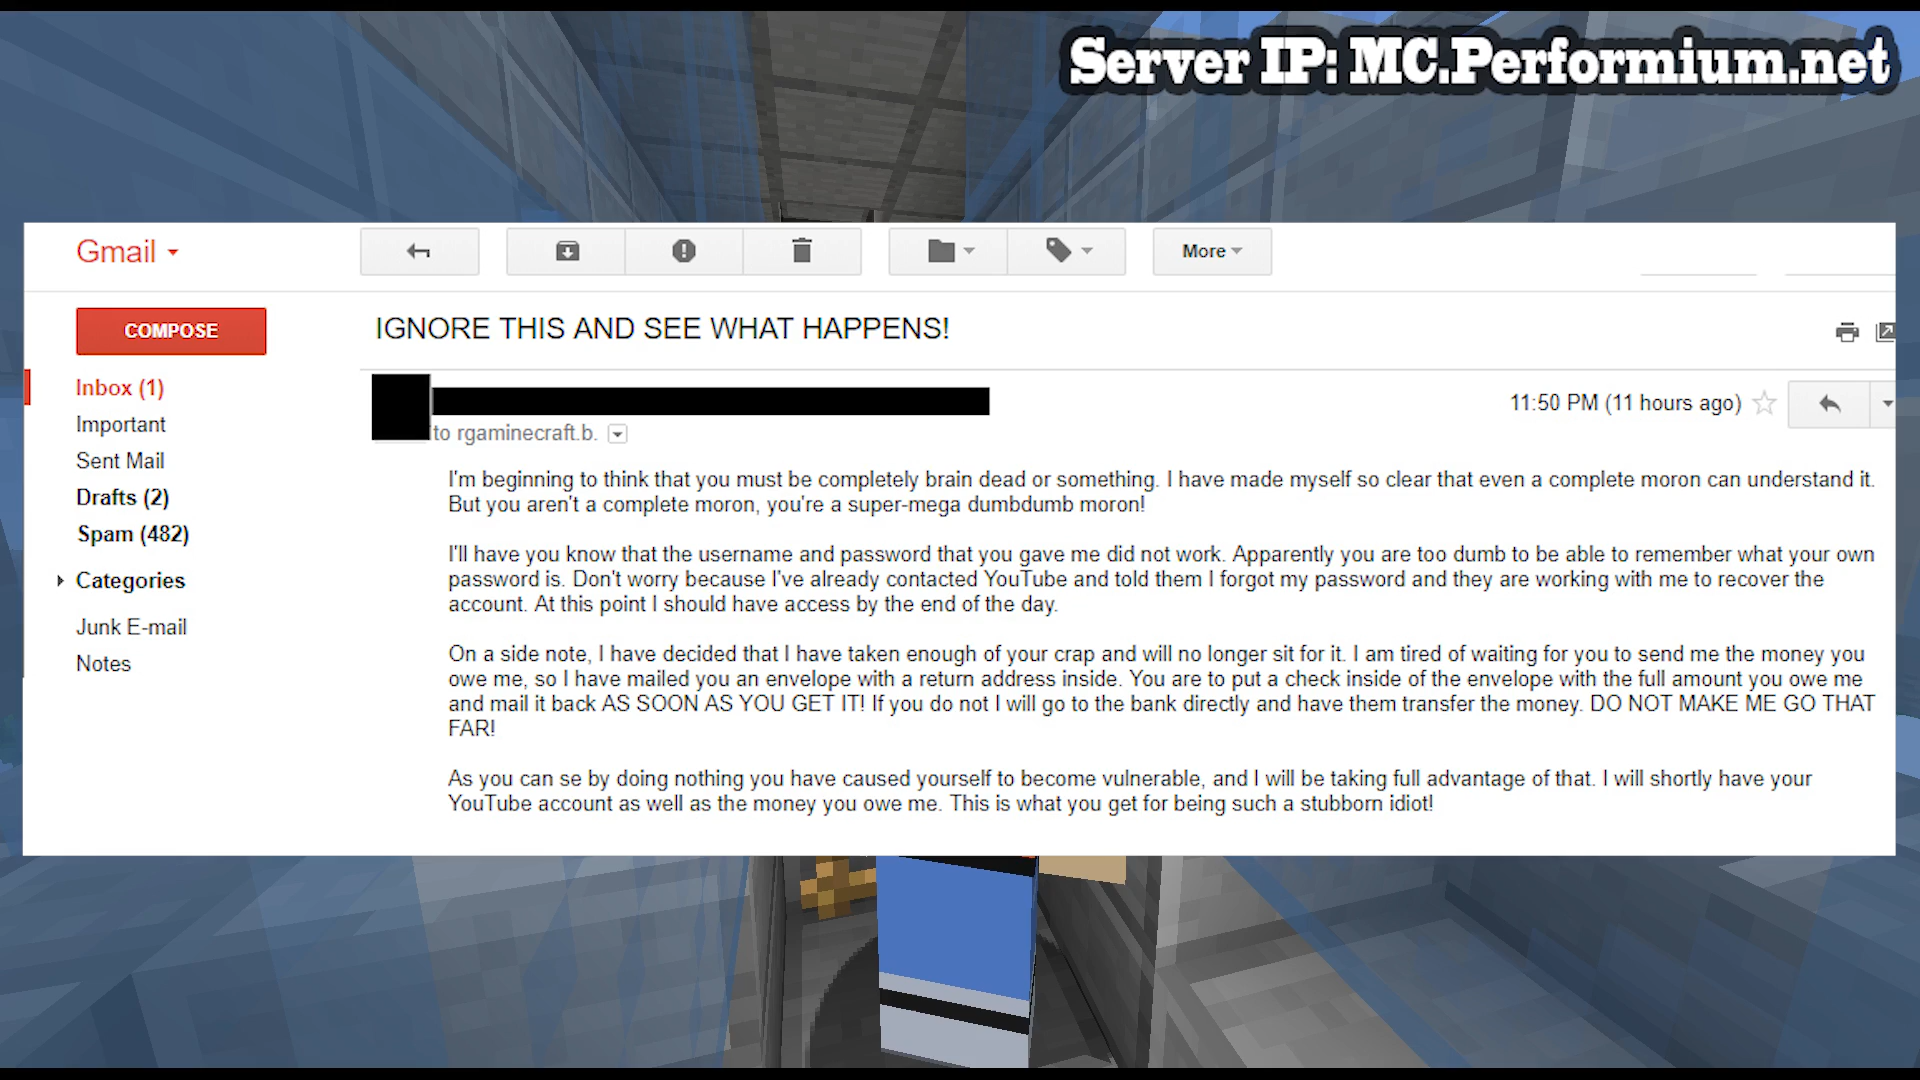 Server IP: MC.Performium.net
Gmail
More
COMPOSE
IGNORE THIS AND SEE WHAT HAPPENS!
Inbox (1)
Important
Sent Mail
Drafts (2)
Spam (482)
Categories
Junk E-mail
Notes
11:50 PM (11 hours ago)
to rgaminecraft.b.
I'm beginning to think that you must be completely brain dead or something. I have made myself so clear that even a complete moron can understand it.
But you aren't a complete moron, you're a super-mega dumbdumb moron!
I'll have you know that the username and password that you gave me did not work. Apparently you are too dumb to be able to remember what your own
password is. Don't worry because I've already contacted YouTube and told them I forgot my password and they are working with me to recover the
account. At this point I should have access by the end of the day.
On a side note, I have decided that I have taken enough of your crap and will no longer sit for it. I am tired of waiting for you to send me the money you
owe me, so I have mailed you an envelope with a return address inside. You are to put a check inside of the envelope with the full amount you owe me
and mail it back AS SOON AS YOU GET IT! If you do not I will go to the bank directly and have them transfer the money. DO NOT MAKE ME GO THAT
FAR!
As you can se by doing nothing you have caused yourself to become vulnerable, and I will be taking full advantage of that. I will shortly have your
YouTube account as well as the money you owe me. This is what you get for being such a stubborn idiot!